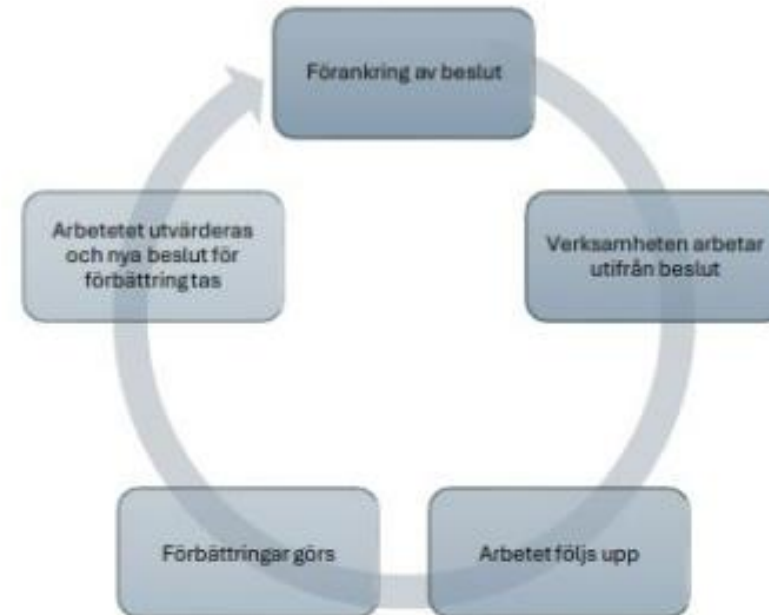 Förankring av beslut
Verksamheten arbetar
utifrån beslut
Arbetet följs upp
Förbättringar görs
Arbetetet utvärderas
och nya beslut för
förbättring tas